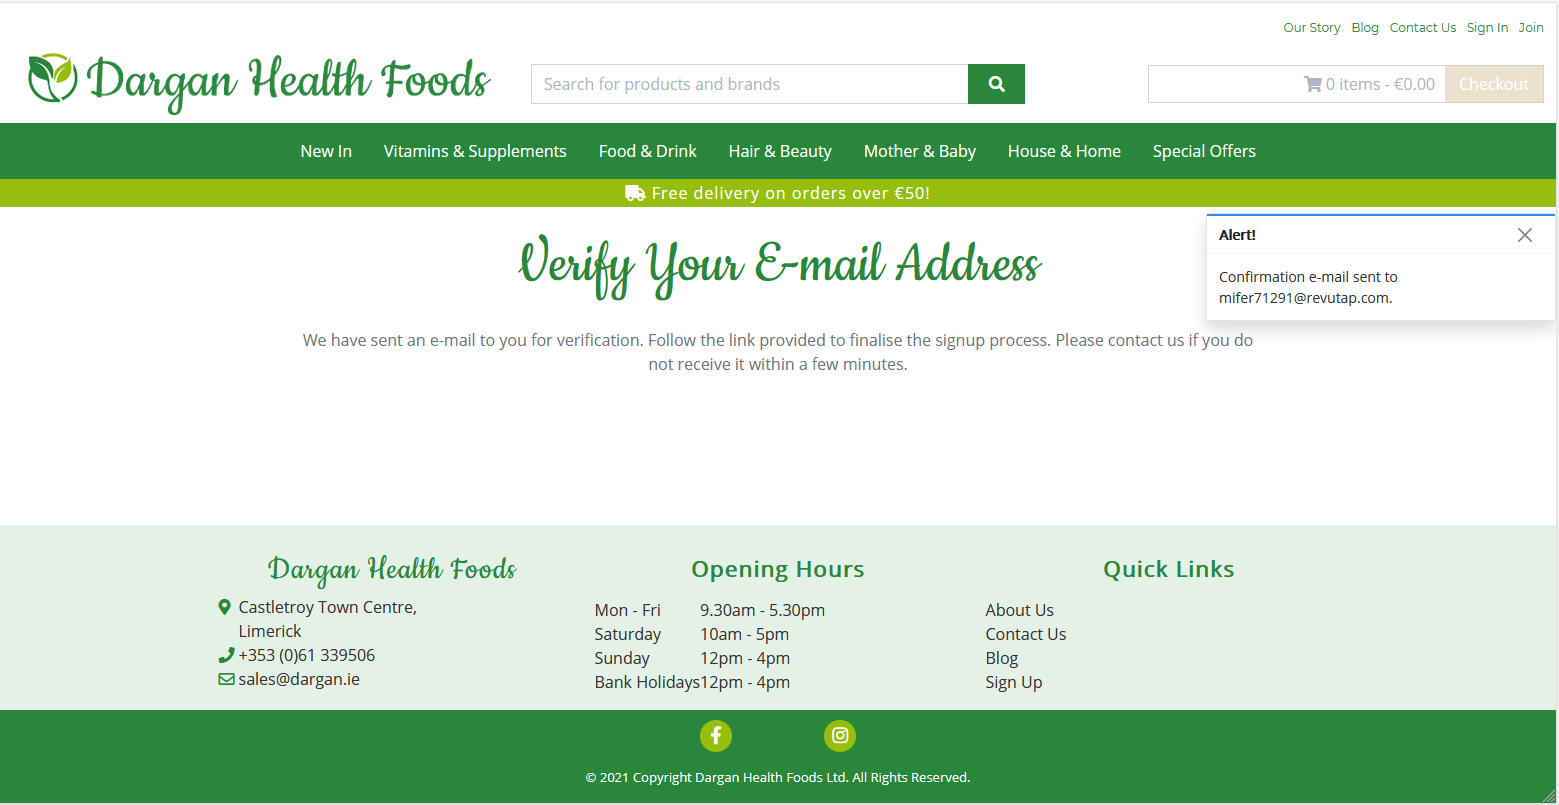 Our Story Blog Contact Us Sign In Join
Dargan Health Foods
Search for products and brands
0 items - €0.00 Checkout
New In Vitamins & Supplements Food & Drink Hair & Beauty Mother & Baby House & Home Special Offers
Free delivery on orders over €50!
Alert!
Confirmation e-mail sent to
mifer71291@revutap.com.
Verify Your E-mail Address
We have sent an e-mail to you for verification. Follow the link provided to finalise the signup process. Please contact us if you do
not receive it within a few minutes.
Dargan Health Foods
Castletroy Town Centre,
Limerick
+353 (0)61 339506
sales@dargan.ie
Opening Hours
Mon - Fri 9.30am - 5.30pm
Saturday 10am - 5pm
Sunday 12pm - 4pm
Bank Holidays 12pm - 4pm
Quick Links
About Us
Contact Us
Blog
Sign Up
© 2021 Copyright Dargan Health Foods Ltd. All Rights Reserved.